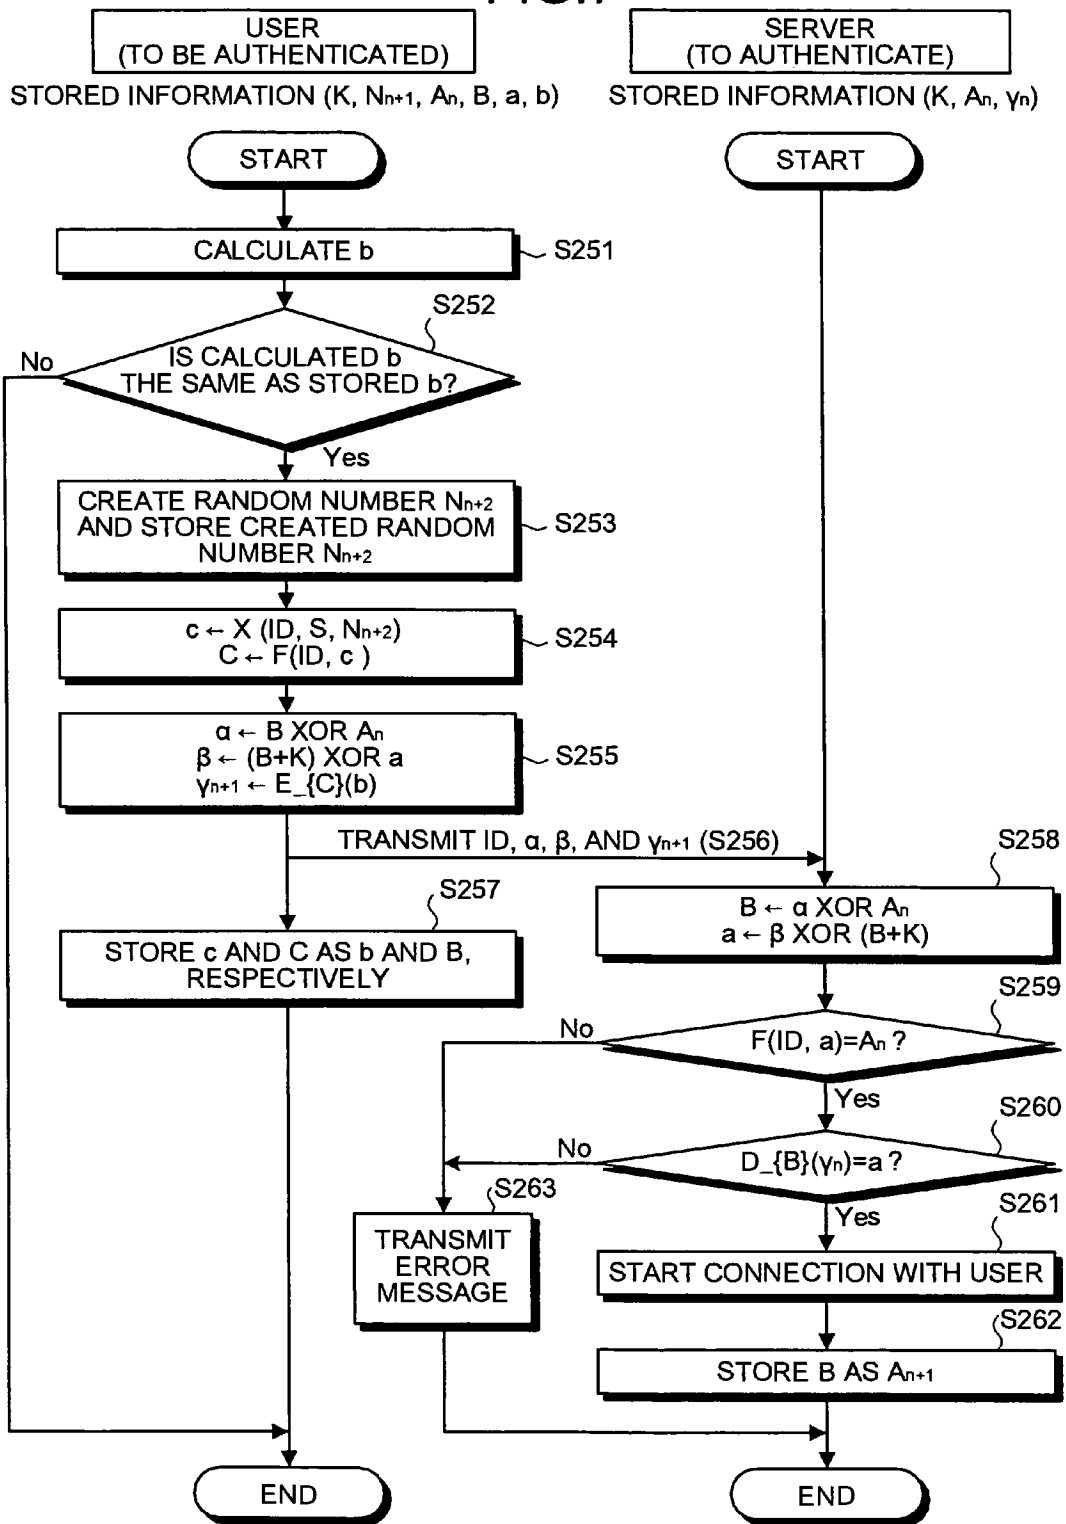 USER
(TO BE AUTHENTICATED)
STORED INFORMATION (K, Nn+1, An, B, a, b)
START
CALCULATE b
S251
S252
IS CALCULATED b
THE SAME AS STORED b?
No
Yes
CREATE RANDOM NUMBER Nn+2
AND STORE CREATED RANDOM
NUMBER Nn+2
S253
c ← X (ID, S, Nn+2)
C ← F(ID, c )
S254
α ← B XOR An
β ← (B+K) XOR a
γn+1 ← E_{C}(b)
S255
TRANSMIT ID, α, β, AND γn+1 (S256)
S257
STORE c AND C AS b AND B,
RESPECTIVELY
END
SERVER
(TO AUTHENTICATE)
STORED INFORMATION (K, An, γn)
START
S258
B ← α XOR An
a ← β XOR (B+K)
S259
F(ID, a)=An ?
No
Yes
S260
D_{B}(γn)=a ?
No
Yes
S263
TRANSMIT
ERROR
MESSAGE
S261
START CONNECTION WITH USER
S262
STORE B AS An+1
END